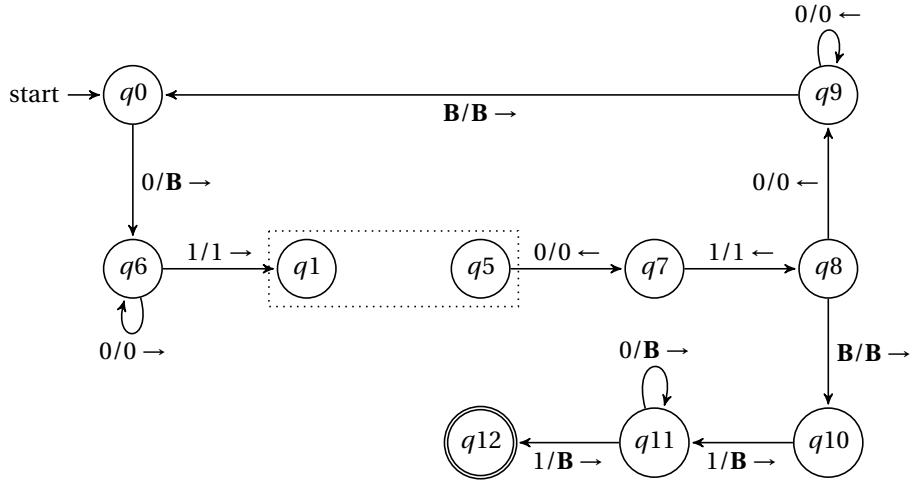 0/0 ←
start q0 q9
B/B →
0/B → 0/0 ←
1/1 → 0/0 ← 1/1 ←
q6 q1 q5 q7 q8
0/0 → 0/B → B/B →
q12 q11 q10
1/B → 1/B →